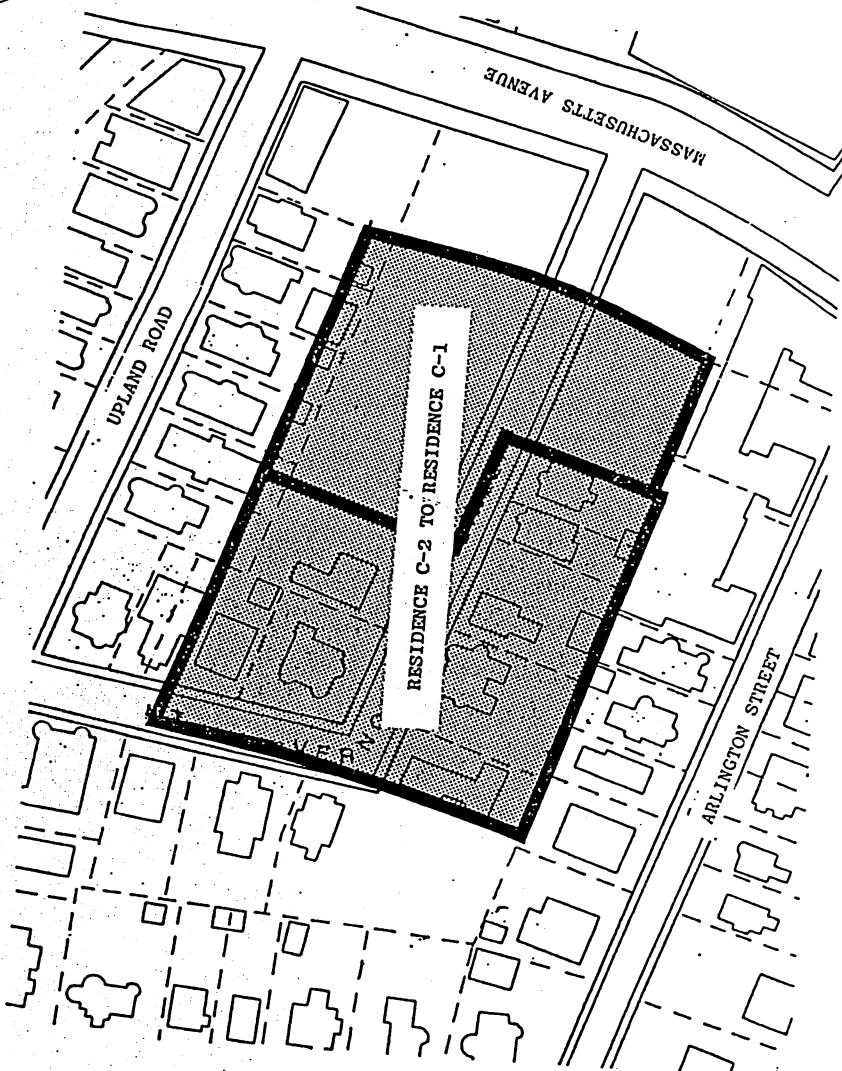 MASSACHUSETTS AVENUE
UPLAND ROAD
RESIDENCE C-2 TO RESIDENCE C-1
ARLINGTON STREET